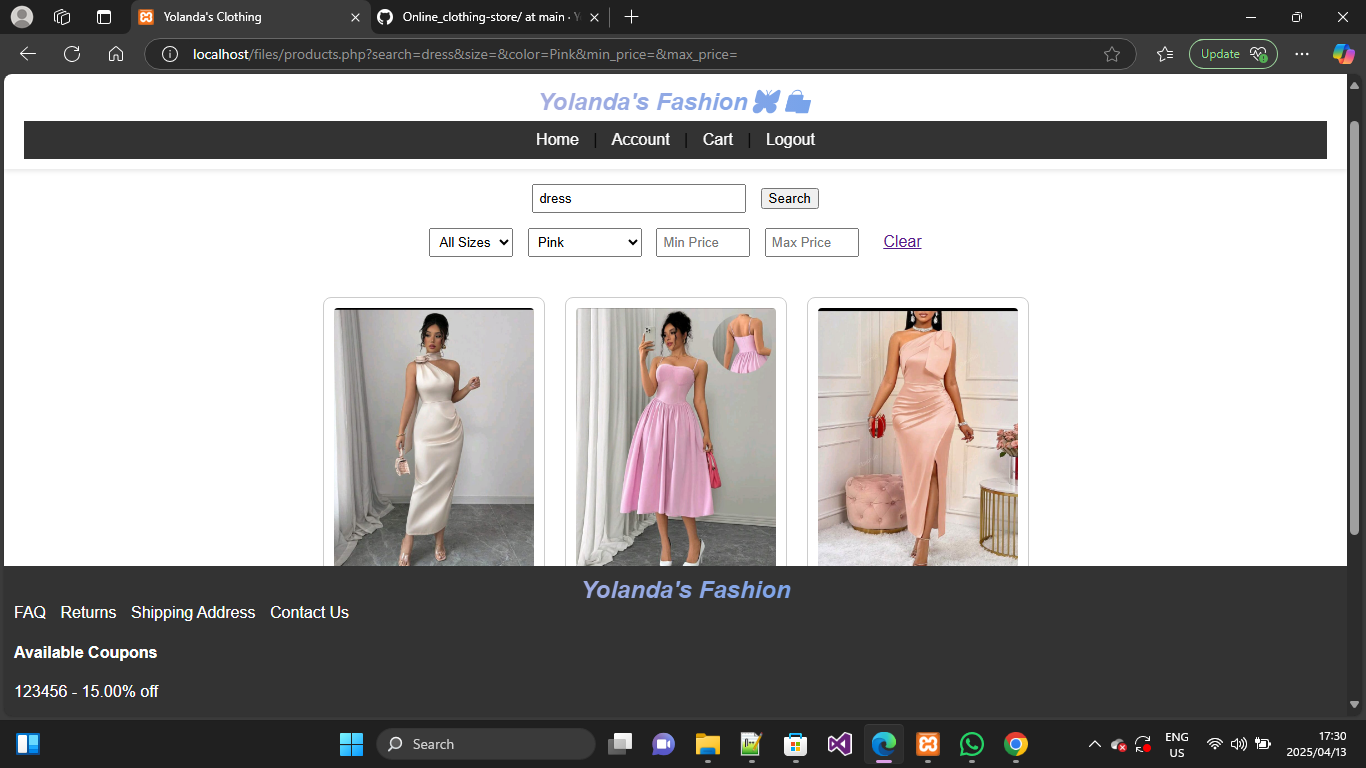 Yolanda's Clothing
Online_clothing-store/ at main · Y
localhost/files/products.php?search=dress&size=&color=Pink&min_price=&max_price=
Update
Yolanda's Fashion
Home | Account | Cart | Logout
dress Search
All Sizes Pink Min Price Max Price Clear
Yolanda's Fashion
FAQ Returns Shipping Address Contact Us
Available Coupons
123456 - 15.00% off
Search
ENG
US
17:30
2025/04/13